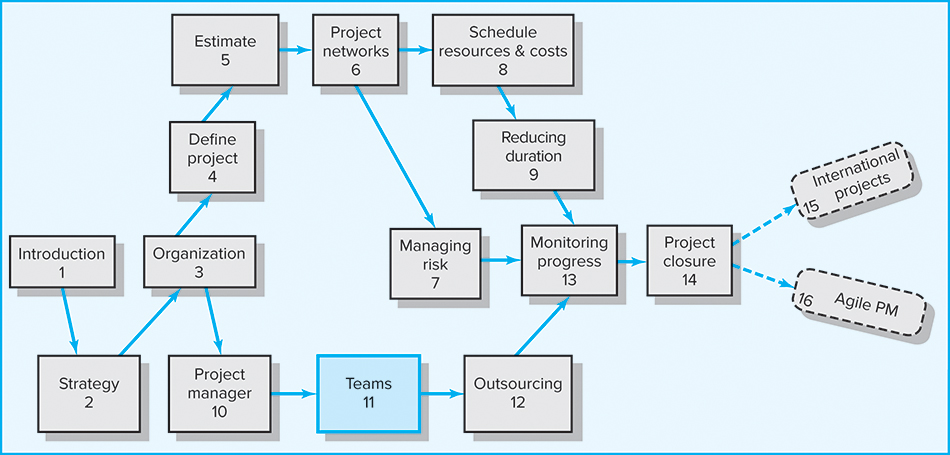 Estimate
5
Project
networks
6
Schedule
resources & costs
8
Define
project
4
Reducing
duration
9
International
projects
15
Introduction
1
Organization
3
Managing
risk
7
Monitoring
progress
13
Project
closure
14
16 Agile PM
Strategy
2
Project
manager
10
Teams
11
Outsourcing
12